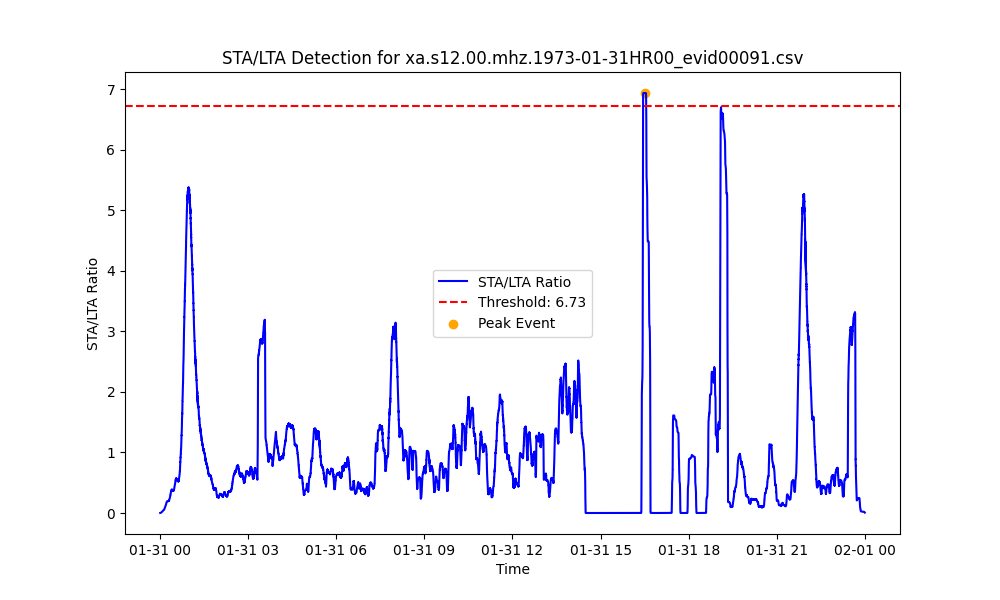 STA/LTA Detection for xa.s12.00.mhz.1973-01-31HR00_evid00091.csv
7
6
5
4
3
2
1
0
STA/LTA Ratio
STA/LTA Ratio
Threshold: 6.73
Peak Event
01-31 00
01-31 03
01-31 06
01-31 09
01-31 12
01-31 15
01-31 18
01-31 21
02-01 00
Time